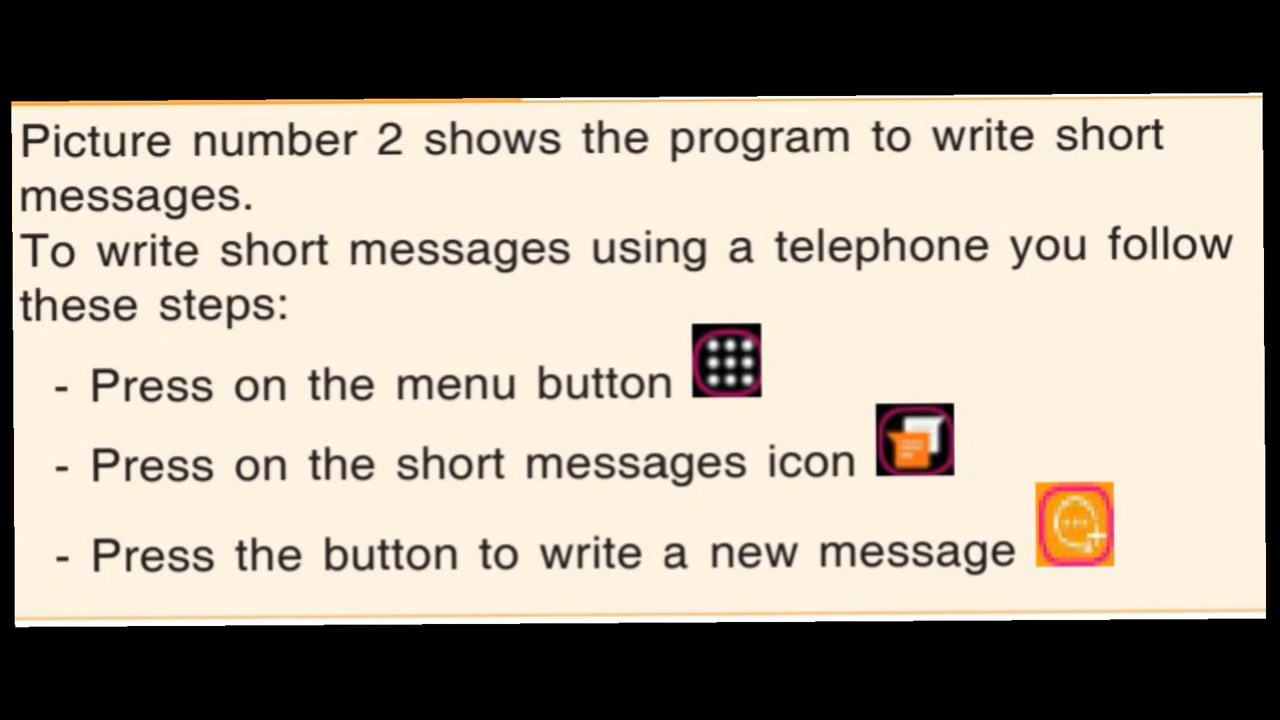 Picture number 2 shows the program to write short
messages.
To write short messages using a telephone you follow
these steps:
- Press on the menu button
- Press on the short messages icon
- Press the button to write a new message